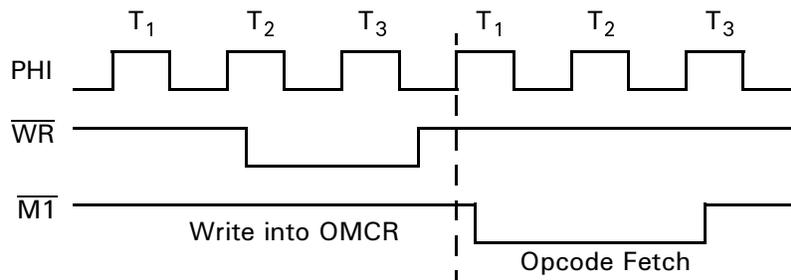 T1 T2 T3 T1 T2 T3
PHI
WR
M1
Write into OMCR
Opcode Fetch